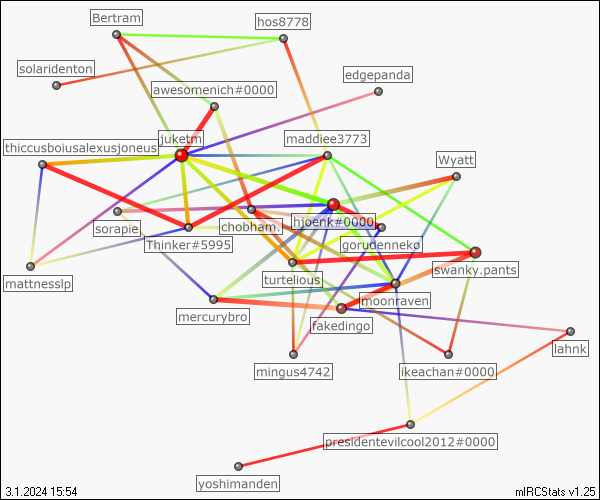 Bertram
hos8778
solaridenton
edgepanda
awesomenich#0000
juketm
maddiee3773
thiccusboiusalexusjoneus
Wyatt
sorapie
chobham.
hjoenk#0000
Thinker#5995
gorudenneko
swanky.pants
mattnesslp
turtelious
moonraven
mercurybro
fakedingo
lahnk
mingus4742
ikeachan#0000
presidentevilcool2012#0000
yoshimanden
3.1.2024 15:54
mIRCStats v1.25